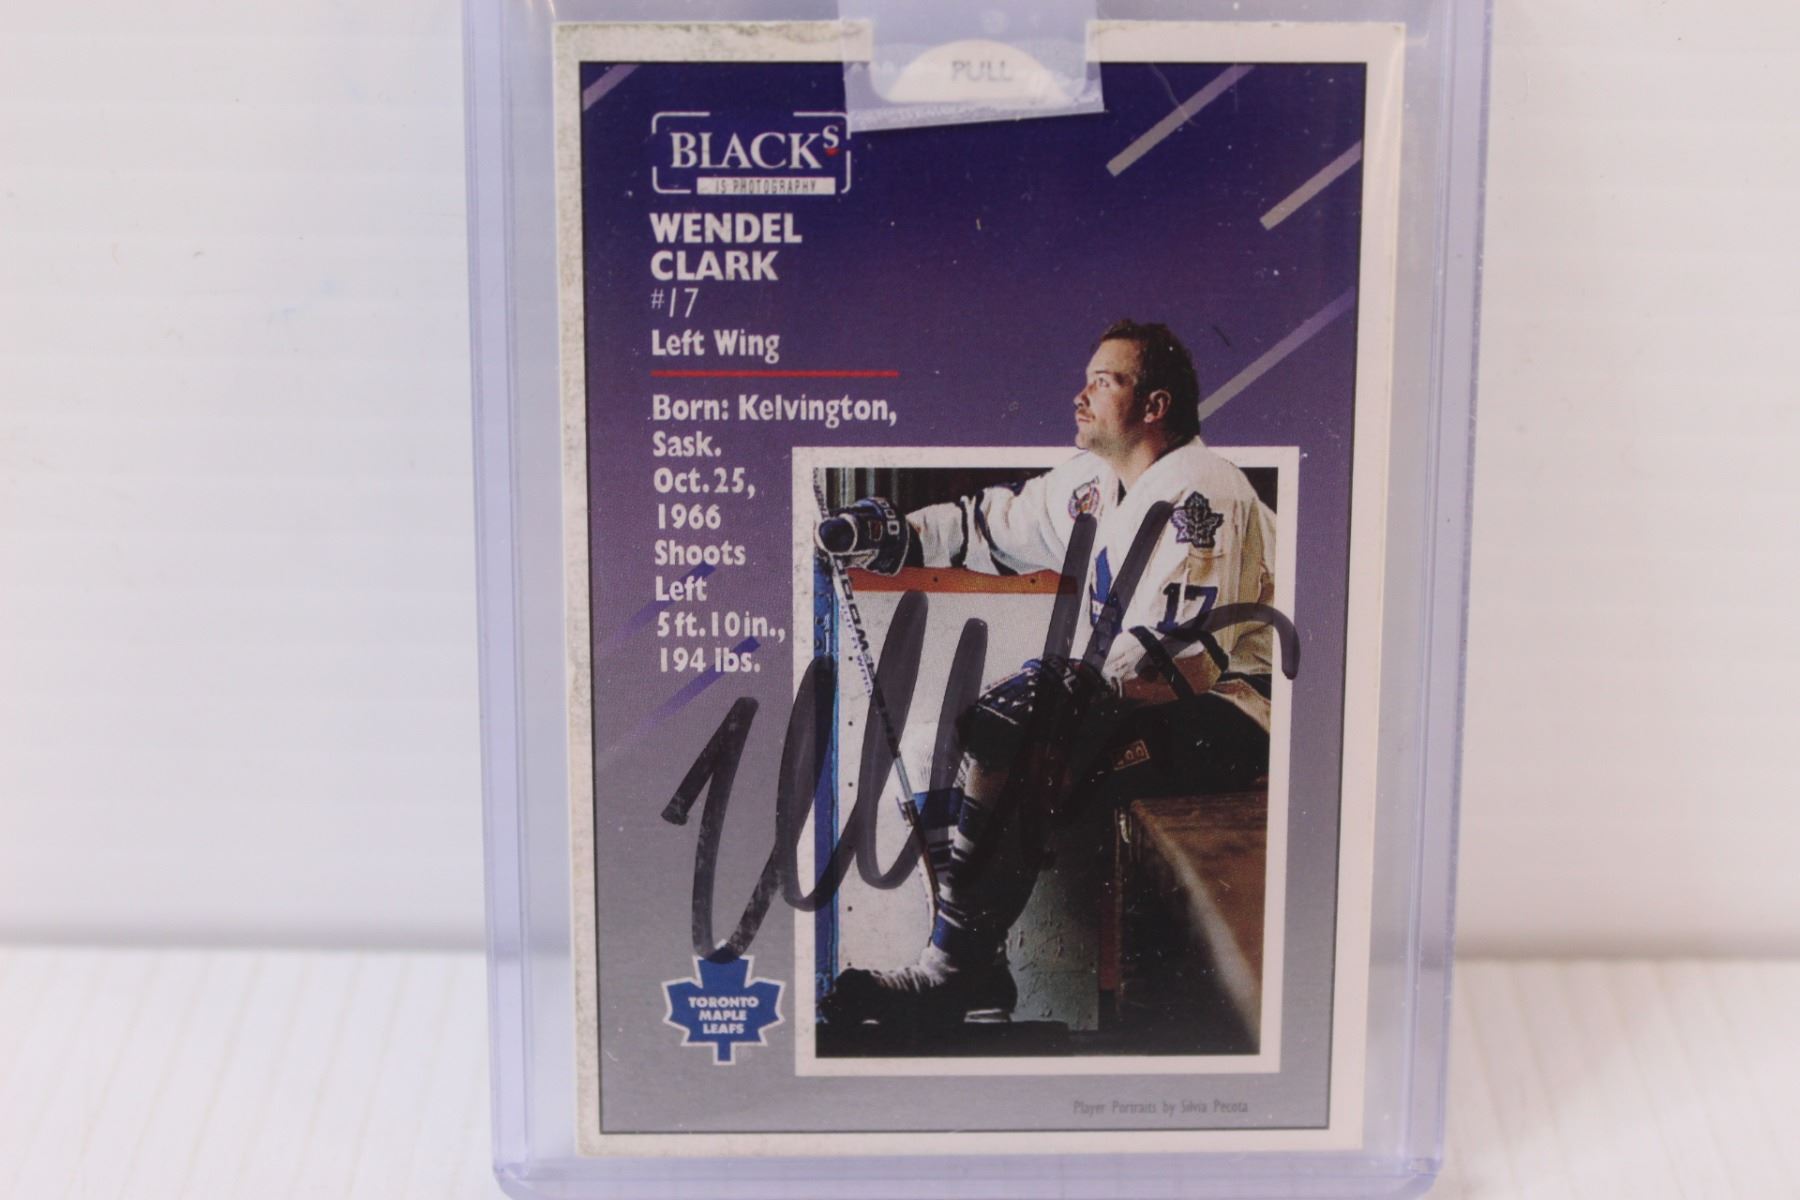 PULL
BLACK'S
IS PHOTOGRAPHY
WENDEL
CLARK
#17
Left Wing
Born: Kelvington,
Sask.
Oct. 25,
1966
Shoots
Left
5ft. 10in.,
194 lbs.
17
TORONTO
MAPLE
LEAFS
Player Portraits by Silvia Pecota